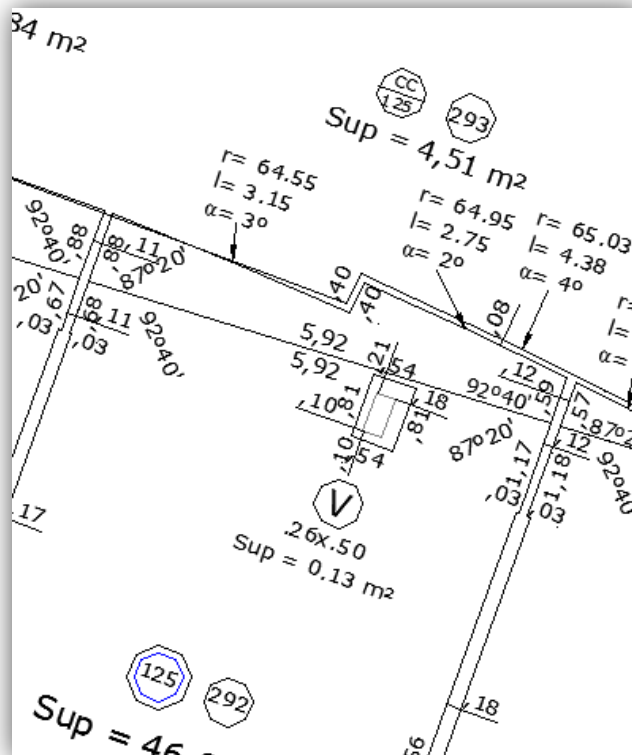 84 m²
CC
125
293
Sup = 4,51 m²
r= 64.55
l= 3.15
α= 3º
r= 64.95
l= 2.75
α= 2º
r= 65.03
l= 4.38
α= 4º
r=
l=
α=
92º40'
,88
,88
,11
87º20'
20'
,67
,68
,11
,03
,03
92º40'
,40
,40
,08
5,92
5,92
,21
,54
,12
,59
,57
92º40'
,18
,10
,81
,81
87º20'
87º2
,12
,10
,54
1,17
1,18
92º40
,03
,03
,17
V
.26x.50
Sup = 0.13 m²
125
292
Sup = 46
,18